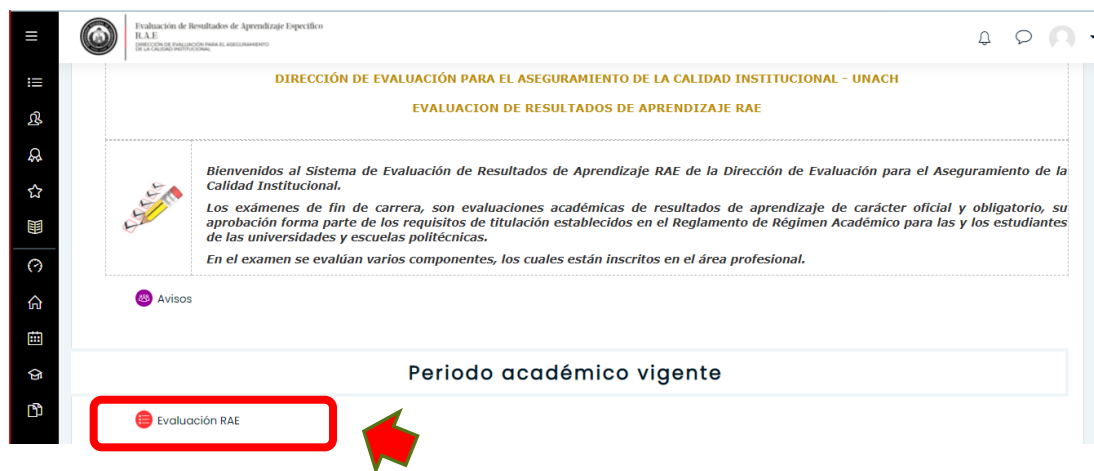 Evaluación de Resultados de Aprendizaje Específico
R.A.E
DIRECCIÓN DE EVALUACIÓN PARA EL ASEGURAMIENTO
DE LA CALIDAD INSTITUCIONAL
DIRECCIÓN DE EVALUACIÓN PARA EL ASEGURAMIENTO DE LA CALIDAD INSTITUCIONAL - UNACH
EVALUACION DE RESULTADOS DE APRENDIZAJE RAE
Bienvenidos al Sistema de Evaluación de Resultados de Aprendizaje RAE de la Dirección de Evaluación para el Aseguramiento de la
Calidad Institucional.
Los exámenes de fin de carrera, son evaluaciones académicas de resultados de aprendizaje de carácter oficial y obligatorio, su
aprobación forma parte de los requisitos de titulación establecidos en el Reglamento de Régimen Académico para las y los estudiantes
de las universidades y escuelas politécnicas.
En el examen se evalúan varios componentes, los cuales están inscritos en el área profesional.
Avisos
Periodo académico vigente
Evaluación RAE